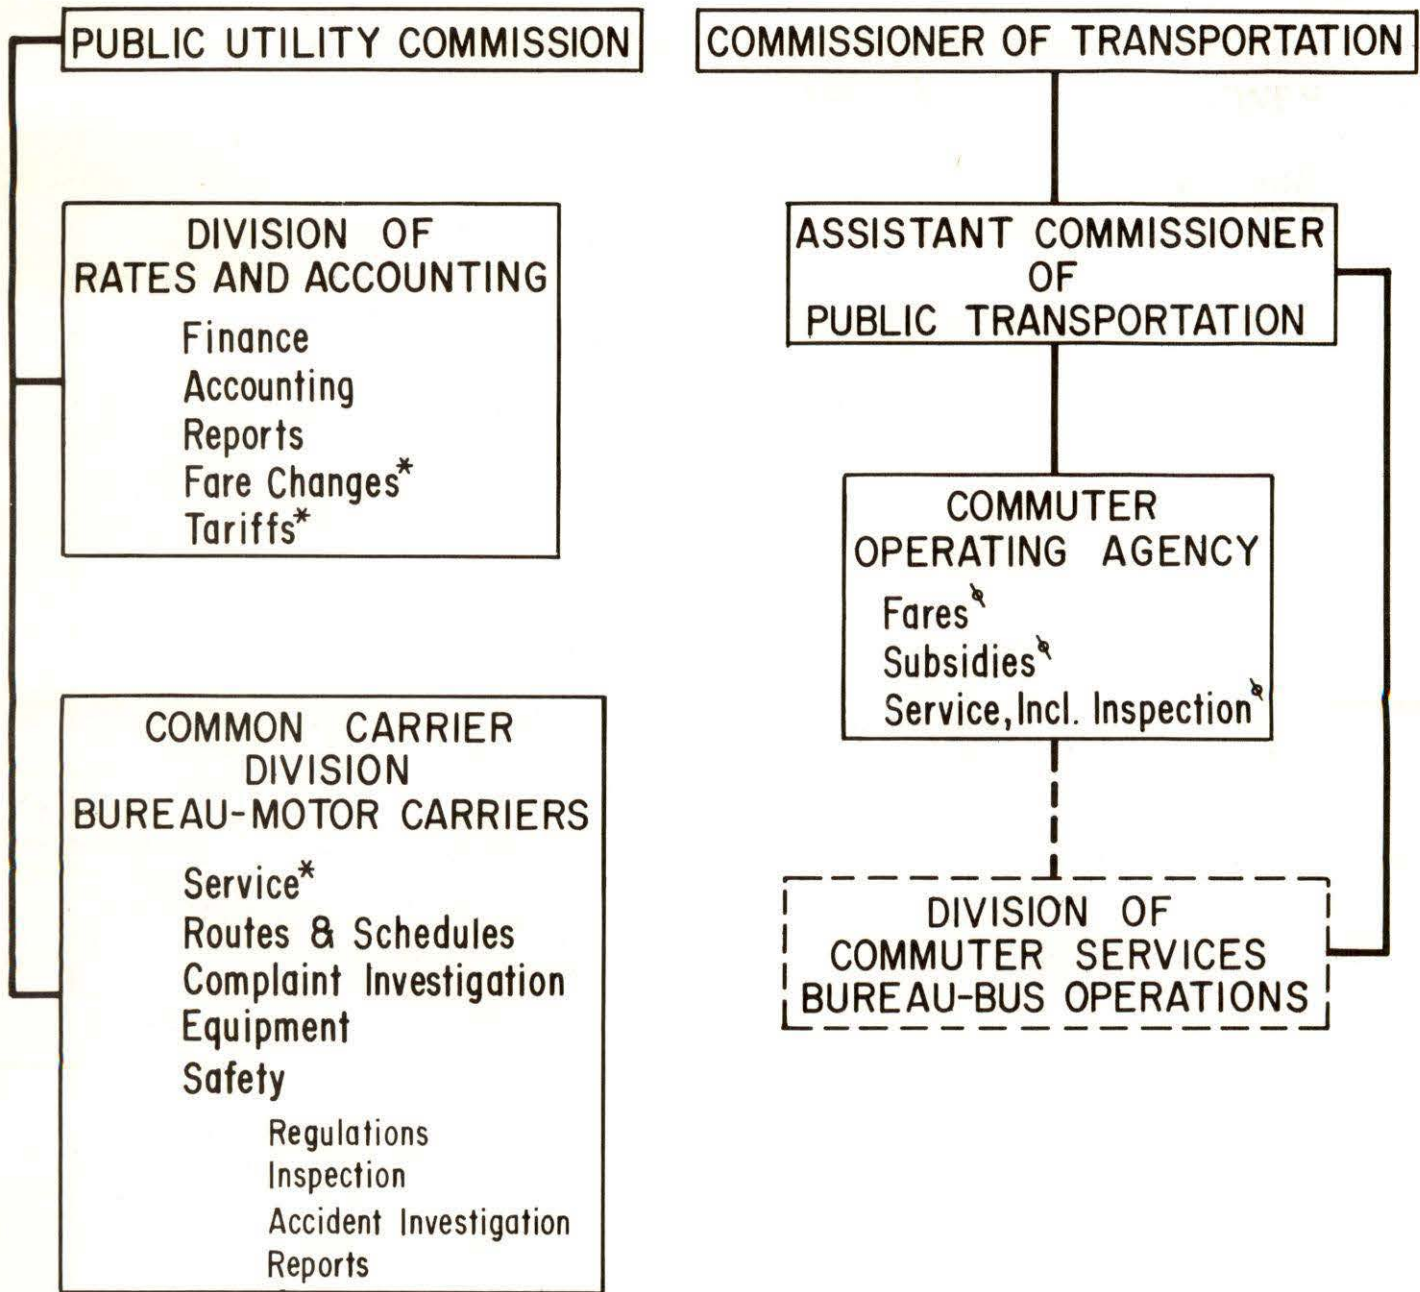 PUBLIC UTILITY COMMISSION
DIVISION OF
RATES AND ACCOUNTING
Finance
Accounting
Reports
Fare Changes*
Tariffs*
COMMON CARRIER
DIVISION
BUREAU-MOTOR CARRIERS
Service*
Routes & Schedules
Complaint Investigation
Equipment
Safety
Regulations
Inspection
Accident Investigation
Reports
COMMISSIONER OF TRANSPORTATION
ASSISTANT COMMISSIONER
OF
PUBLIC TRANSPORTATION
COMMUTER
OPERATING AGENCY
Fares⌀
Subsidies⌀
Service, Incl. Inspection⌀
DIVISION OF
COMMUTER SERVICES
BUREAU-BUS OPERATIONS